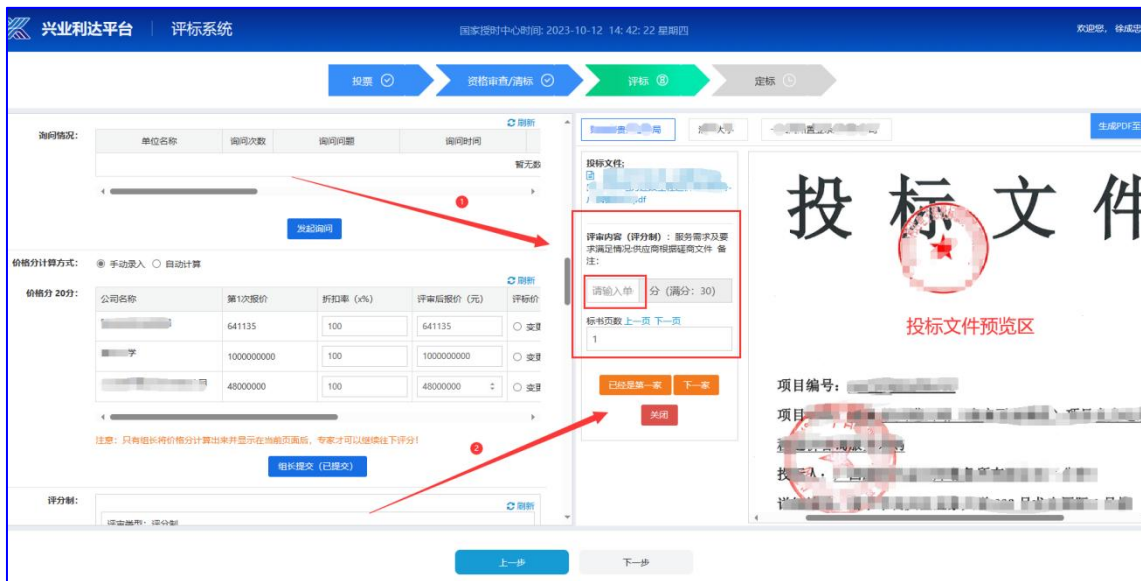 兴业利达平台 评标系统 国家授时中心时间: 2023-10-12 14:42:22 星期四 欢迎您, 徐成忠
投票 资格审查/清标 评标 定标
询问情况: 刷新
单位名称 询问次数 询问问题 询问时间
暂无数
发起询问
价格分计算方式: 手动录入 自动计算
刷新
价格分 20分: 公司名称 第1次报价 折扣率 (x%) 评审后报价 (元) 评标价
641135 100 641135 变更
学 1000000000 100 1000000000 变更
48000000 100 48000000 变更
注意: 只有组长将价格分计算出来并显示在当前页面后, 专家才可以继续往下评分!
组长提交 (已提交)
评分制: 刷新
评审类型: 评分制
1
2
局 大学
生成PDF至
投标文件:
df
评审内容 (评分制) : 服务需求及要
求满足情况:供应商根据磋商文件 备
注:
请输入单 分 (满分: 30)
标书页数 上一页 下一页
1
已经是第一家 下一家
关闭
投标文件
投标文件预览区
项目编号:
项目
上一步 下一步